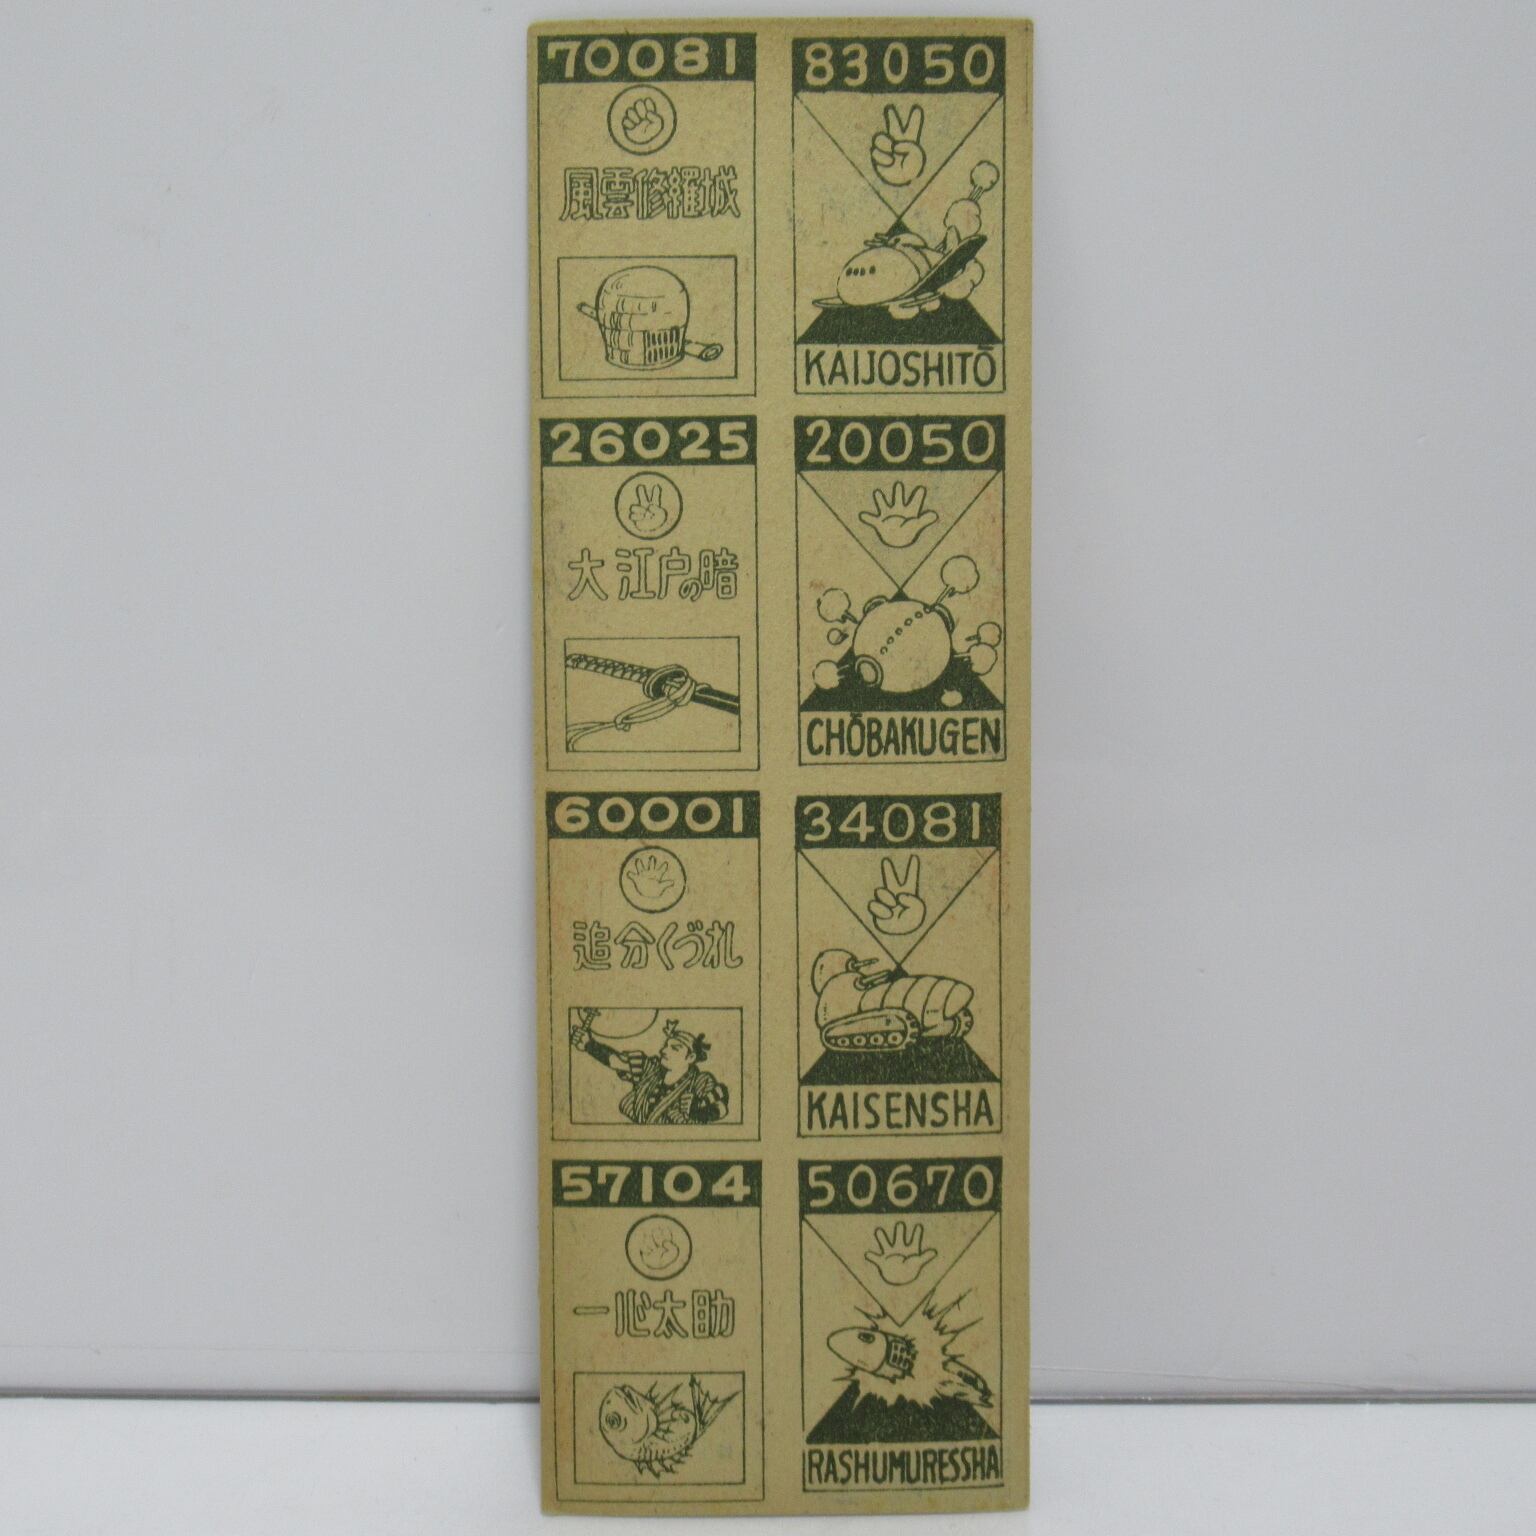 70081
風雲修羅城
26025
大江戸の暗
60001
追分くづれ
57104
一心太助
83050
KAIJOSHITŌ
20050
CHŌBAKUGEN
34081
KAISENSHA
50670
RASHUMURESSHA